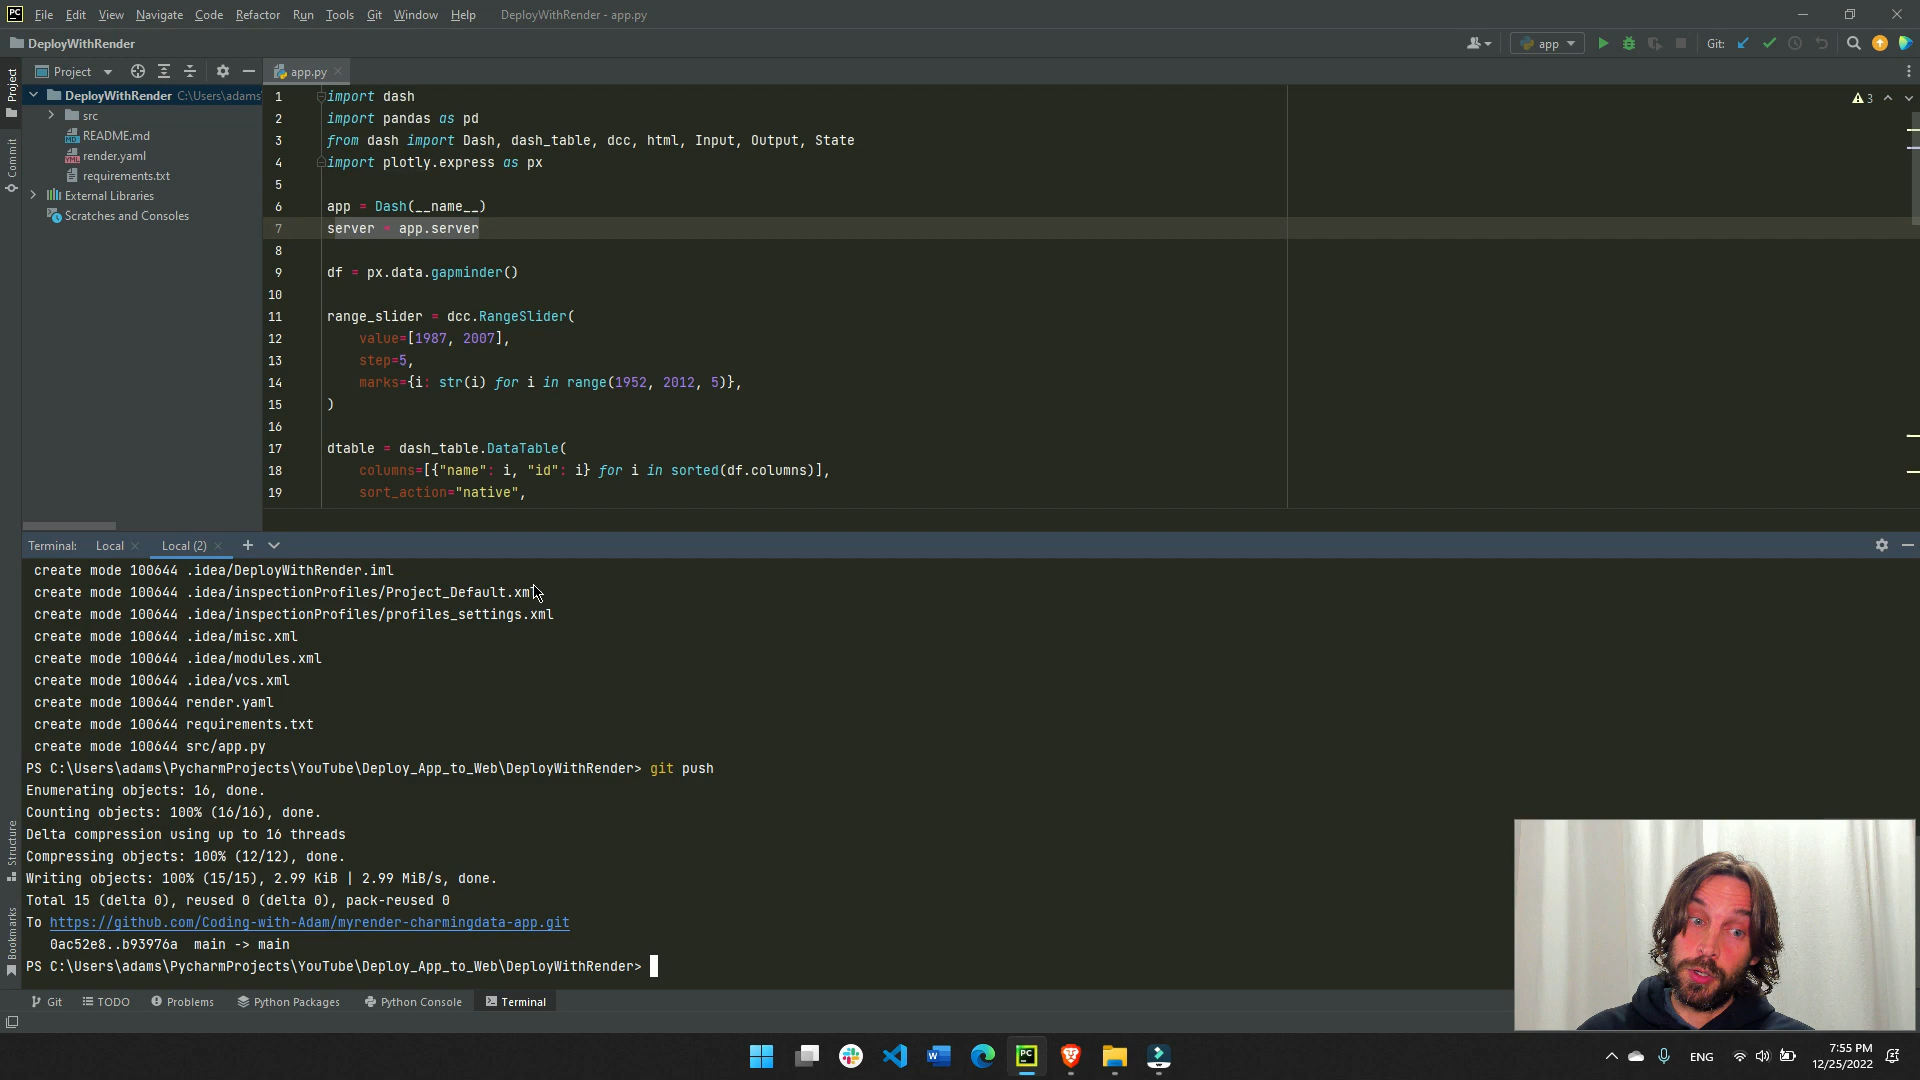 PC File Edit View Navigate Code Refactor Run Tools Git Window Help DeployWithRender - app.py
DeployWithRender
app
Git:
Project
app.py
Project
DeployWithRender C:\Users\adams
src
README.md
render.yaml
requirements.txt
External Libraries
Scratches and Consoles
Commit
3
1 import dash
2 import pandas as pd
3 from dash import Dash, dash_table, dcc, html, Input, Output, State
4 import plotly.express as px
5
6 app = Dash(__name__)
7 server = app.server
8
9 df = px.data.gapminder()
10
11 range_slider = dcc.RangeSlider(
12 value=[1987, 2007],
13 step=5,
14 marks={i: str(i) for i in range(1952, 2012, 5)},
15 )
16
17 dtable = dash_table.DataTable(
18 columns=[{"name": i, "id": i} for i in sorted(df.columns)],
19 sort_action="native",
Terminal: Local Local (2)
create mode 100644 .idea/DeployWithRender.iml
create mode 100644 .idea/inspectionProfiles/Project_Default.xml
create mode 100644 .idea/inspectionProfiles/profiles_settings.xml
create mode 100644 .idea/misc.xml
create mode 100644 .idea/modules.xml
create mode 100644 .idea/vcs.xml
create mode 100644 render.yaml
create mode 100644 requirements.txt
create mode 100644 src/app.py
PS C:\Users\adams\PycharmProjects\YouTube\Deploy_App_to_Web\DeployWithRender> git push
Enumerating objects: 16, done.
Counting objects: 100% (16/16), done.
Delta compression using up to 16 threads
Compressing objects: 100% (12/12), done.
Writing objects: 100% (15/15), 2.99 KiB | 2.99 MiB/s, done.
Total 15 (delta 0), reused 0 (delta 0), pack-reused 0
To https://github.com/Coding-with-Adam/myrender-charmingdata-app.git
0ac52e8..b93976a main -> main
PS C:\Users\adams\PycharmProjects\YouTube\Deploy_App_to_Web\DeployWithRender>
Structure
Bookmarks
Git TODO Problems Python Packages Python Console Terminal
ENG
7:55 PM
12/25/2022